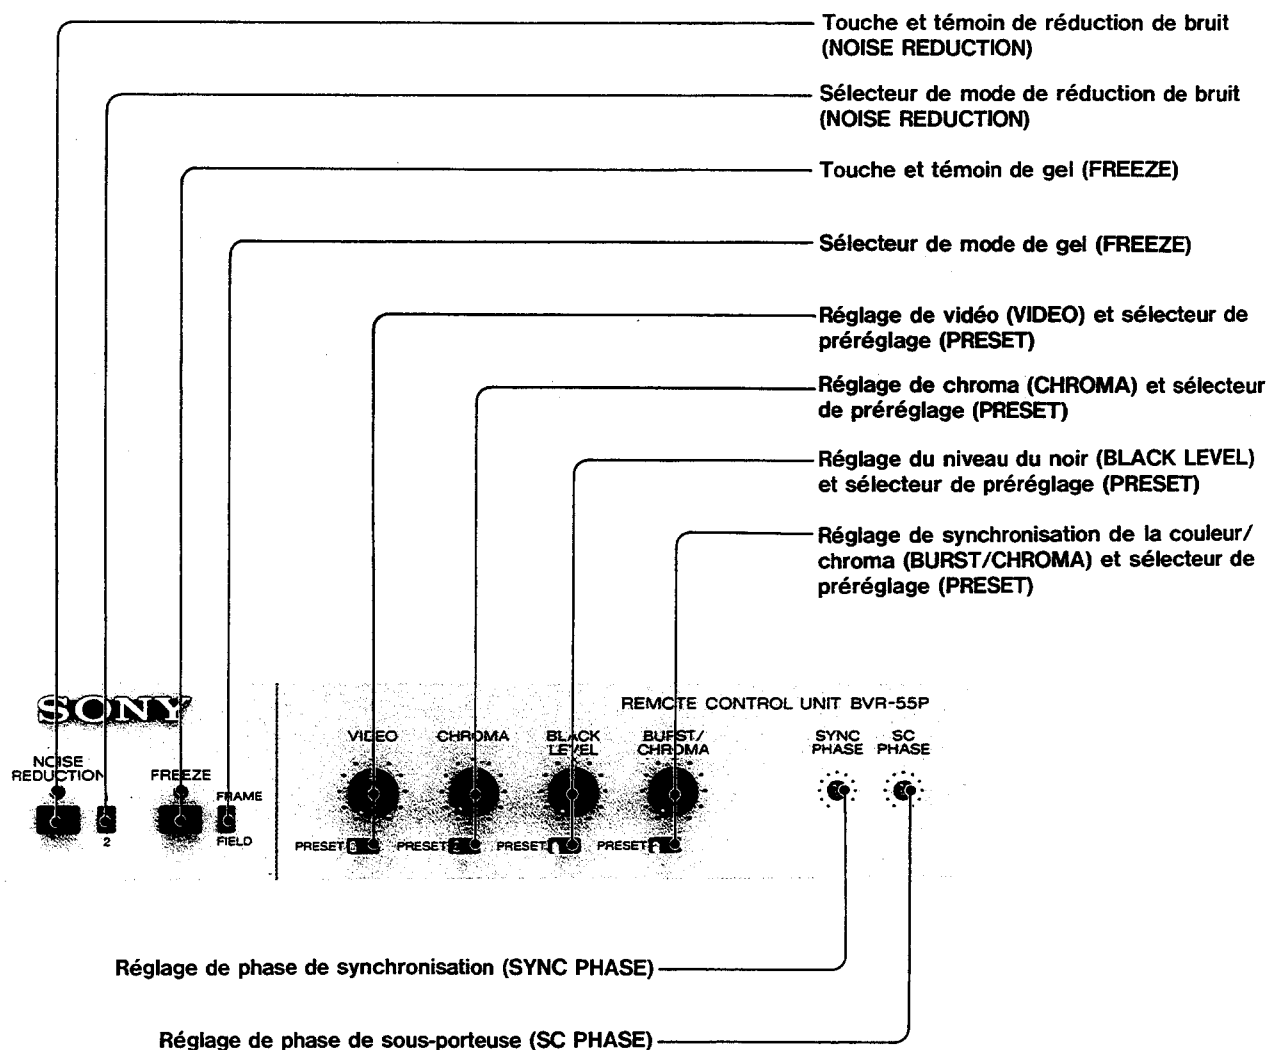 Touche et témoin de réduction de bruit
(NOISE REDUCTION)
Sélecteur de mode de réduction de bruit
(NOISE REDUCTION)
Touche et témoin de gel (FREEZE)
Sélecteur de mode de gel (FREEZE)
Réglage de vidéo (VIDEO) et sélecteur de
préréglage (PRESET)
Réglage de chroma (CHROMA) et sélecteur
de préréglage (PRESET)
Réglage du niveau du noir (BLACK LEVEL)
et sélecteur de préréglage (PRESET)
Réglage de synchronisation de la couleur/
chroma (BURST/CHROMA) et sélecteur de
préréglage (PRESET)
SONY
REMOTE CONTROL UNIT BVR-55P
NOISE
REDUCTION
FREEZE
FRAME
FIELD
2
VIDEO
CHROMA
BLACK
LEVEL
BURST/
CHROMA
SYNC
PHASE
SC
PHASE
PRESET
PRESET
PRESET
PRESET
Réglage de phase de synchronisation (SYNC PHASE)
Réglage de phase de sous-porteuse (SC PHASE)